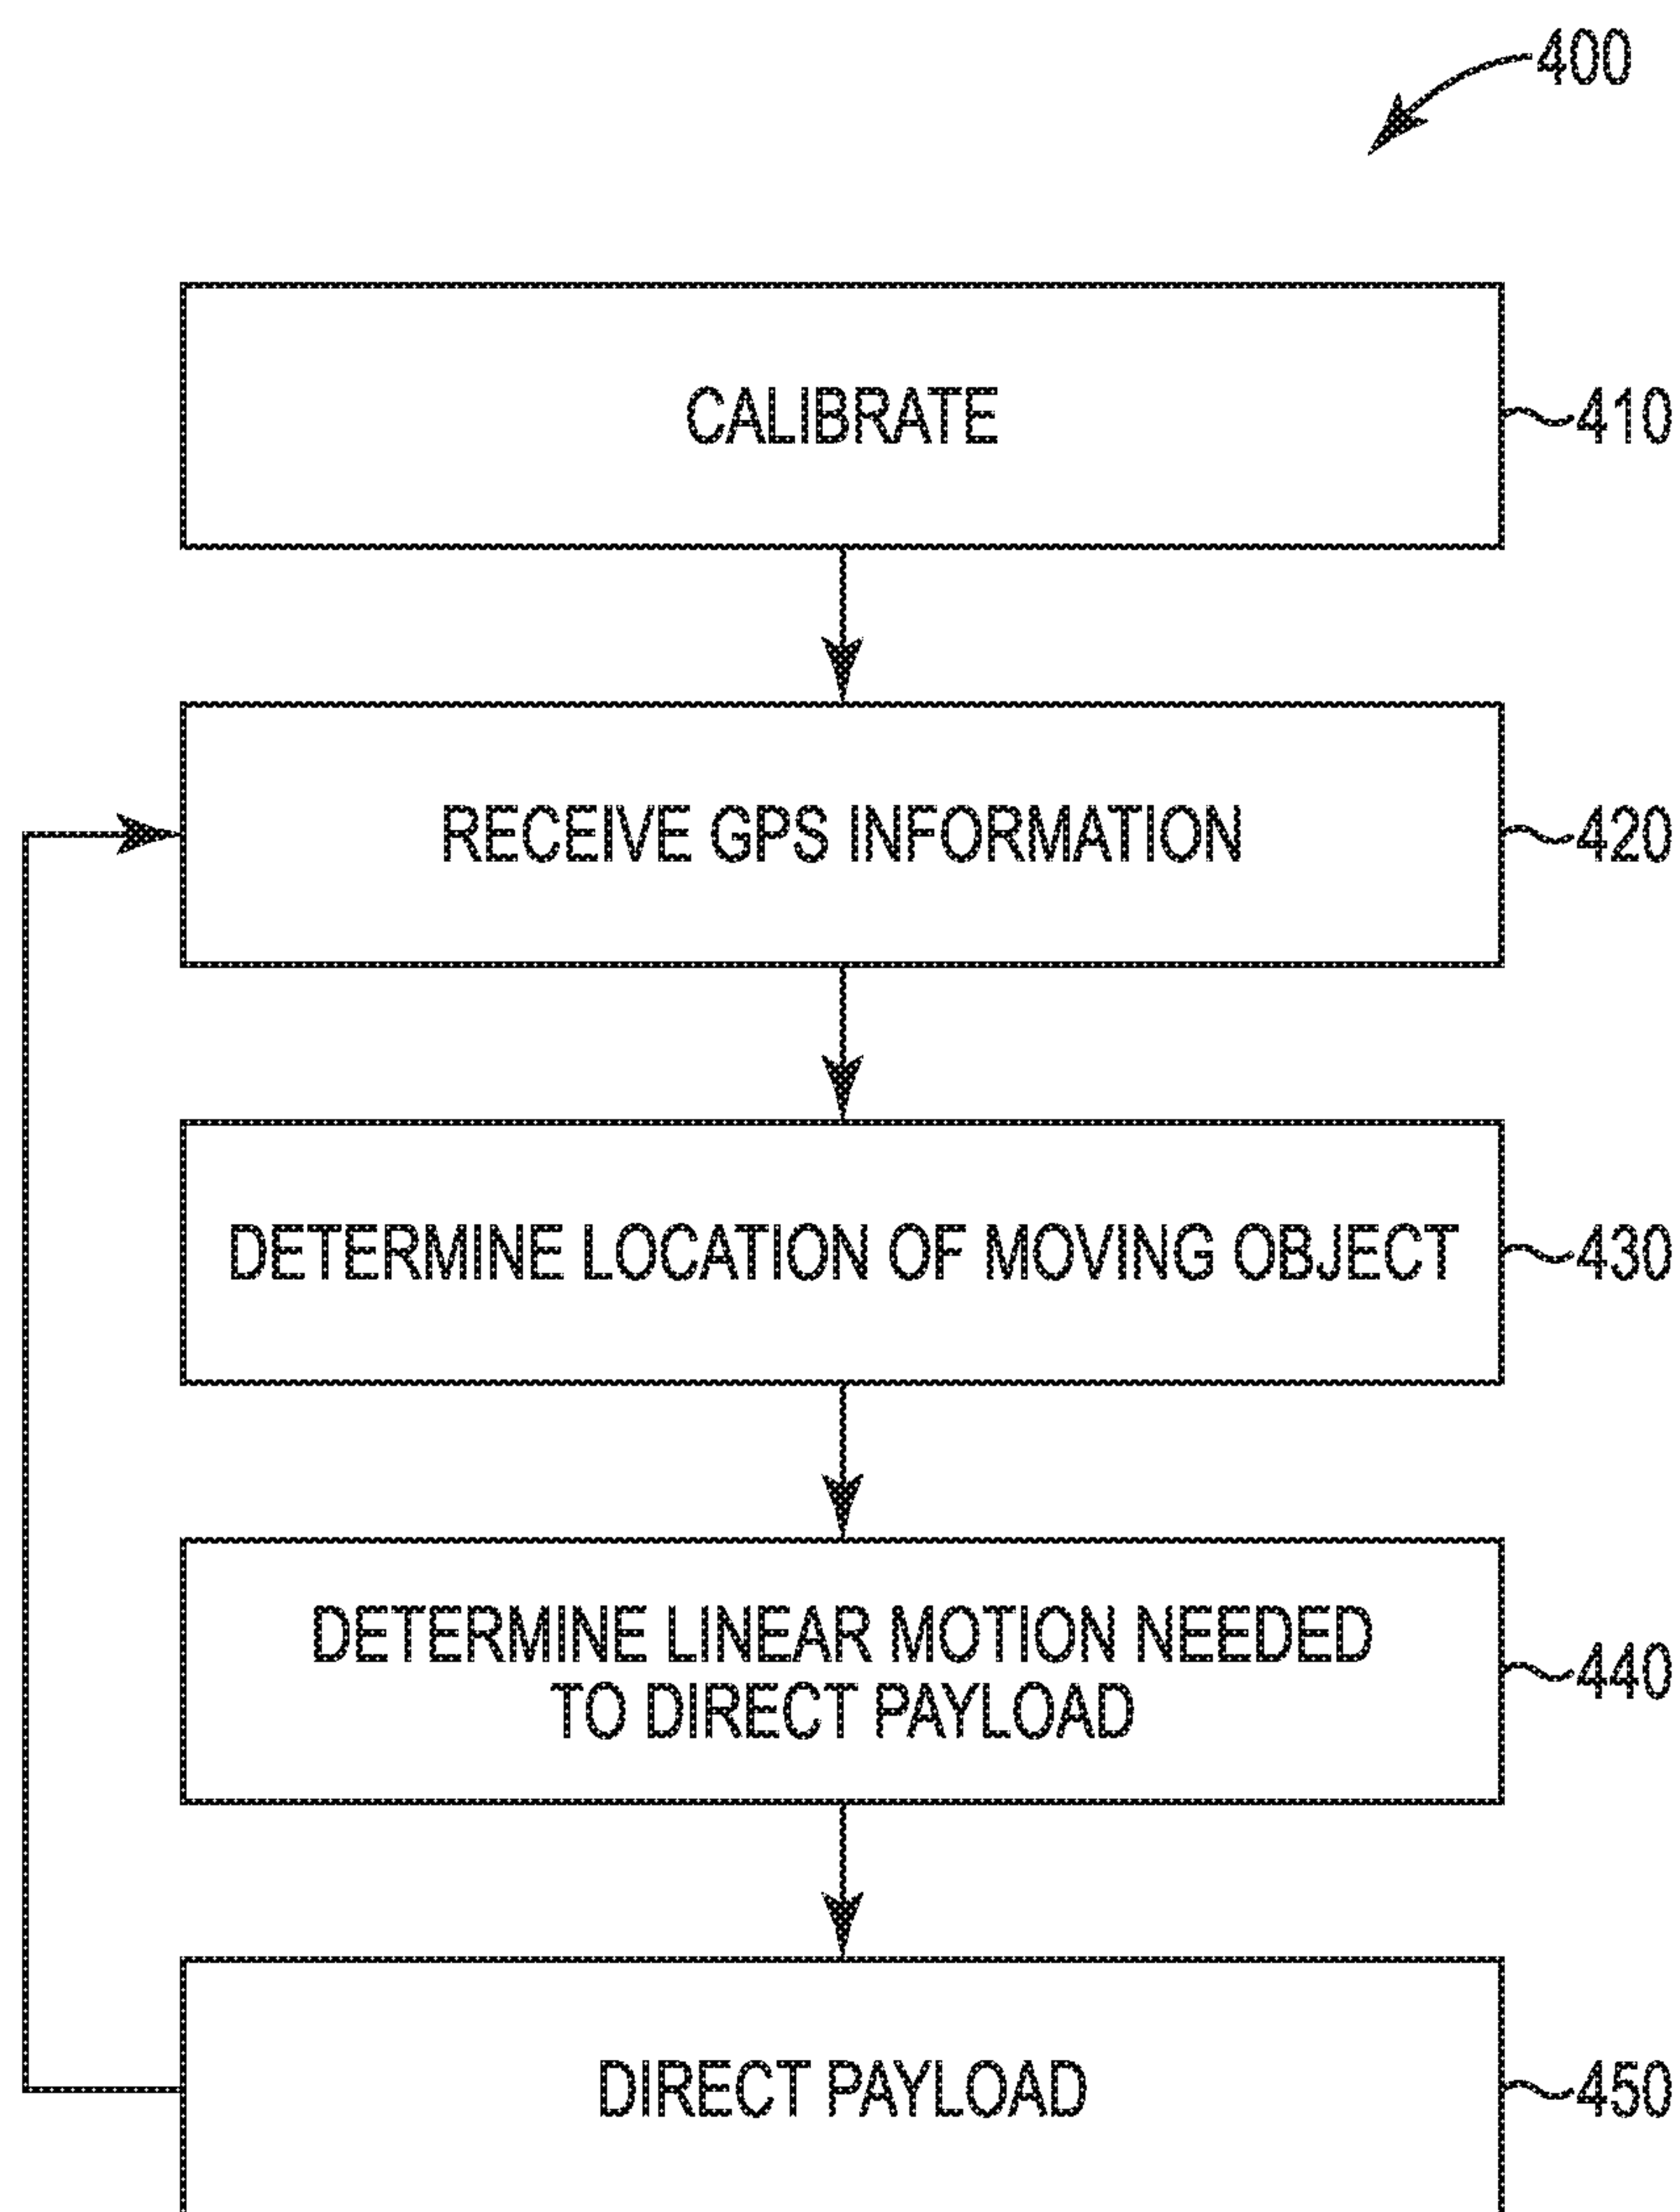 400
CALIBRATE
410
RECEIVE GPS INFORMATION
420
DETERMINE LOCATION OF MOVING OBJECT
430
DETERMINE LINEAR MOTION NEEDED
TO DIRECT PAYLOAD
440
DIRECT PAYLOAD
450